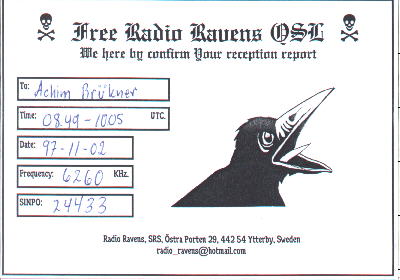 Free Radio Ravens QSL
We here by confirm Your reception report
To: Achim Brükner
Time: 0849-1005 UTC.
Date: 97-11-02
Frequency: 6260 KHz.
SINPO: 24433
Radio Ravens, SRS, Östra Porten 29, 442 54 Ytterby, Sweden
radio_ravens@hotmail.com